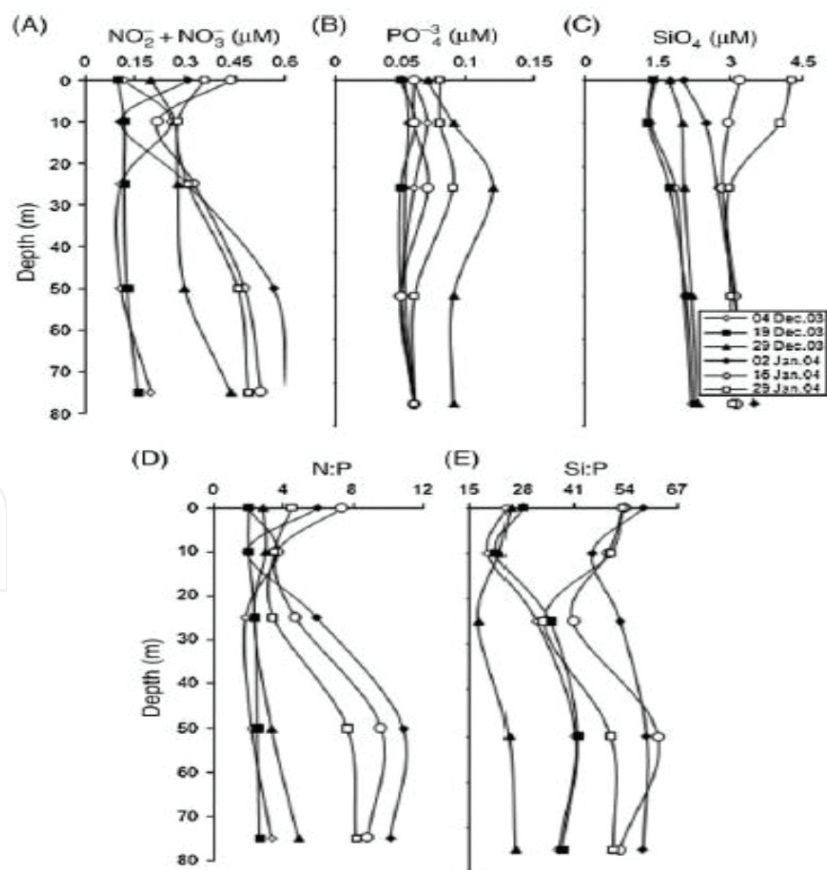 (A) NO₂⁻ + NO₃⁻ (μM)
0 0.15 0.3 0.45 0.6
0
10
20
30
40
50
60
70
80
Depth (m)
(B) PO₄⁻³ (μM)
0 0.05 0.1 0.15
(C) SiO₄ (μM)
0 1.5 3 4.5
04 Dec.03
19 Dec.03
29 Dec.03
02 Jan.04
16 Jan.04
29 Jan.04
(D) N:P
0 4 8 12
0
10
20
30
40
50
60
70
80
Depth (m)
(E) Si:P
15 28 41 54 67